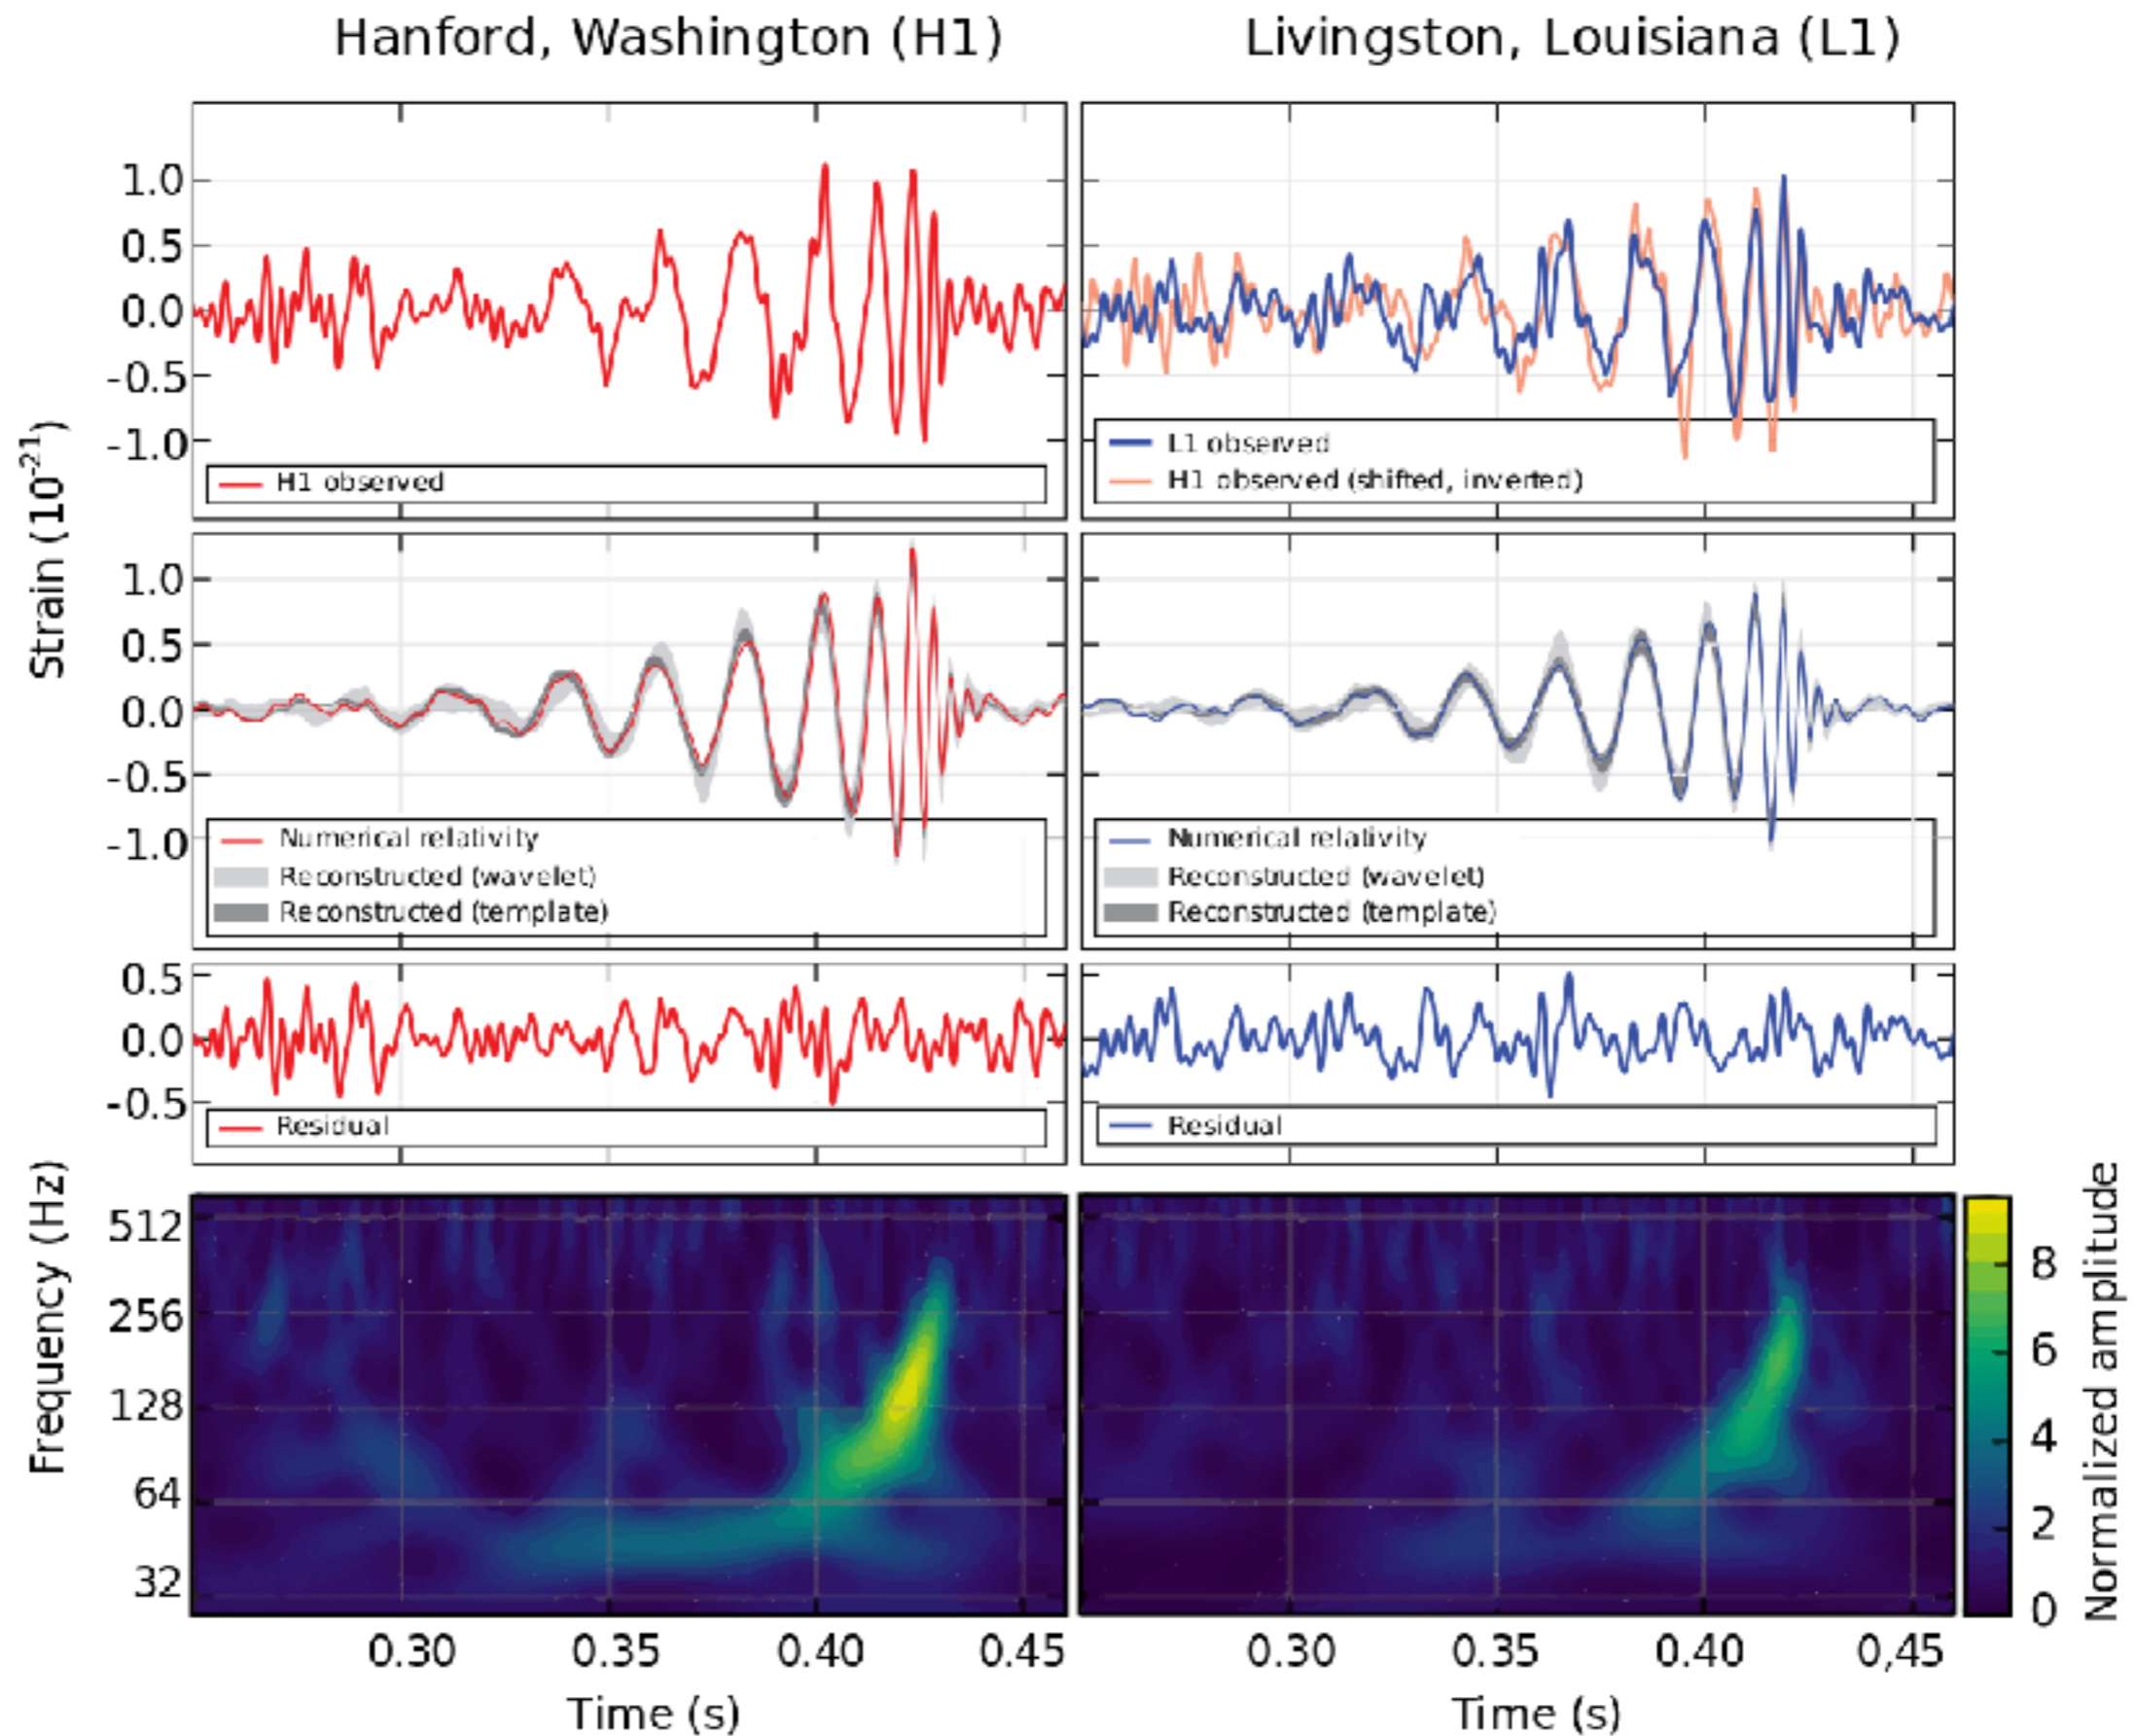 Hanford, Washington (H1)
Livingston, Louisiana (L1)
Strain (10-21)
1.0
0.5
0.0
-0.5
-1.0
H1 observed
L1 observed
H1 observed (shifted, inverted)
1.0
0.5
0.0
-0.5
-1.0
Numerical relativity
Reconstructed (wavelet)
Reconstructed (template)
Numerical relativity
Reconstructed (wavelet)
Reconstructed (template)
0.5
0.0
-0.5
Residual
Residual
Frequency (Hz)
512
256
128
64
32
Normalized amplitude
8
6
4
2
0
0.30 0.35 0.40 0.45
0.30 0.35 0.40 0,45
Time (s)
Time (s)